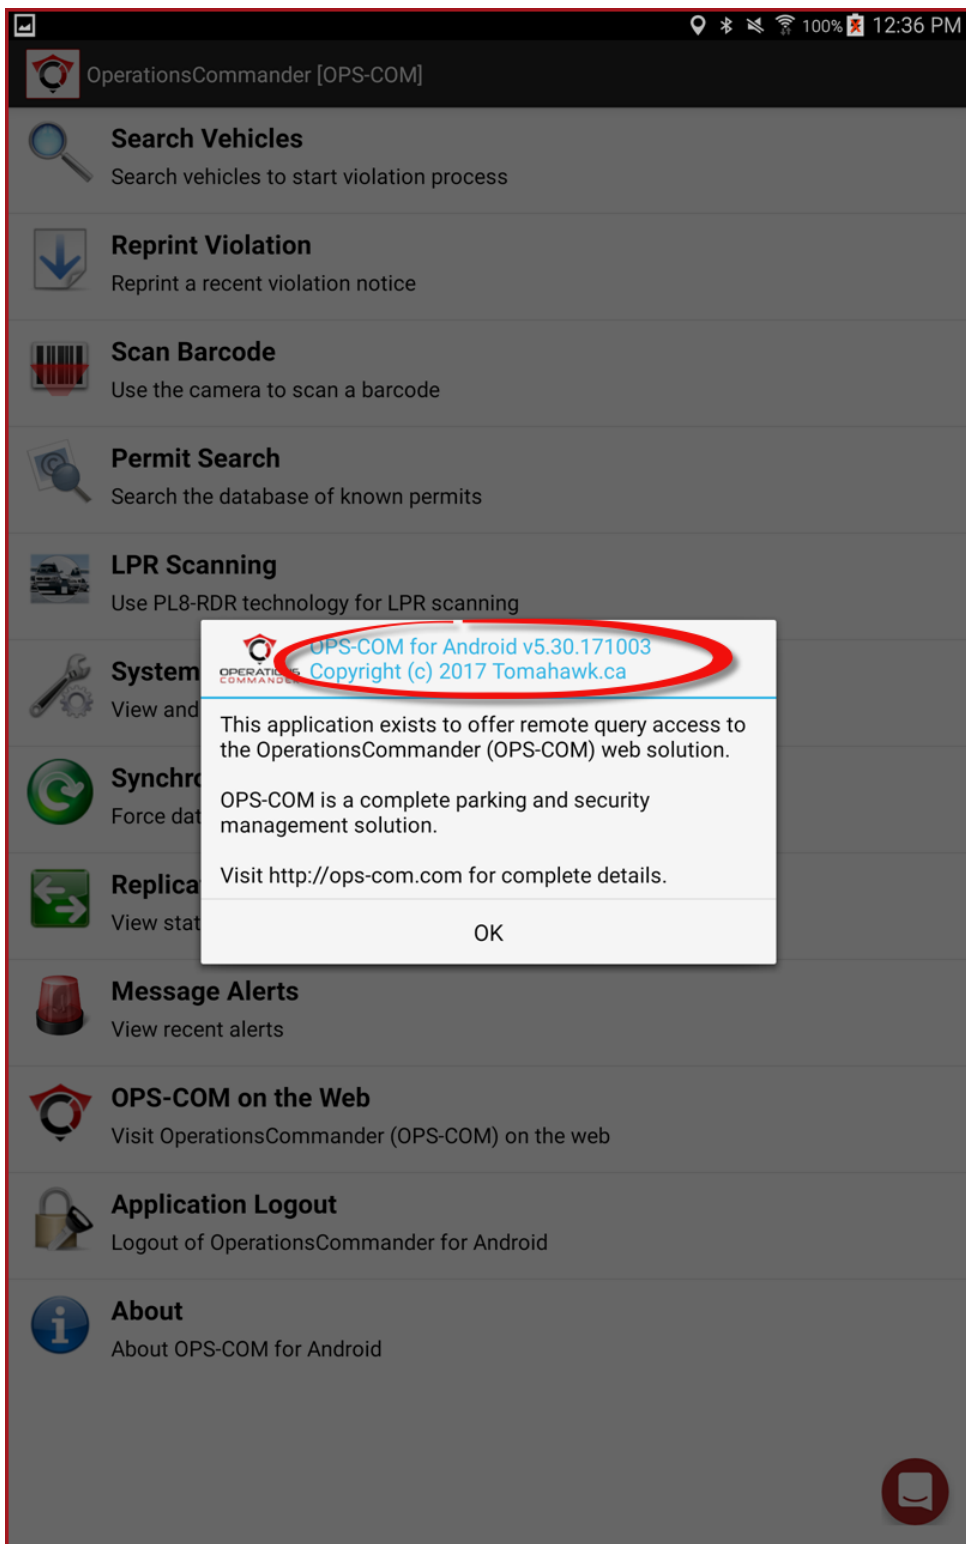 100% 12:36 PM
OperationsCommander [OPS-COM]
Search Vehicles
Search vehicles to start violation process
Reprint Violation
Reprint a recent violation notice
Scan Barcode
Use the camera to scan a barcode
Permit Search
Search the database of known permits
LPR Scanning
Use PL8-RDR technology for LPR scanning
System
View and
Synchro
Force dat
Replica
View stat
OPERATIONS
COMMANDER
OPS-COM for Android v5.30.171003
Copyright (c) 2017 Tomahawk.ca
This application exists to offer remote query access to
the OperationsCommander (OPS-COM) web solution.
OPS-COM is a complete parking and security
management solution.
Visit http://ops-com.com for complete details.
OK
Message Alerts
View recent alerts
OPS-COM on the Web
Visit OperationsCommander (OPS-COM) on the web
Application Logout
Logout of OperationsCommander for Android
About
About OPS-COM for Android